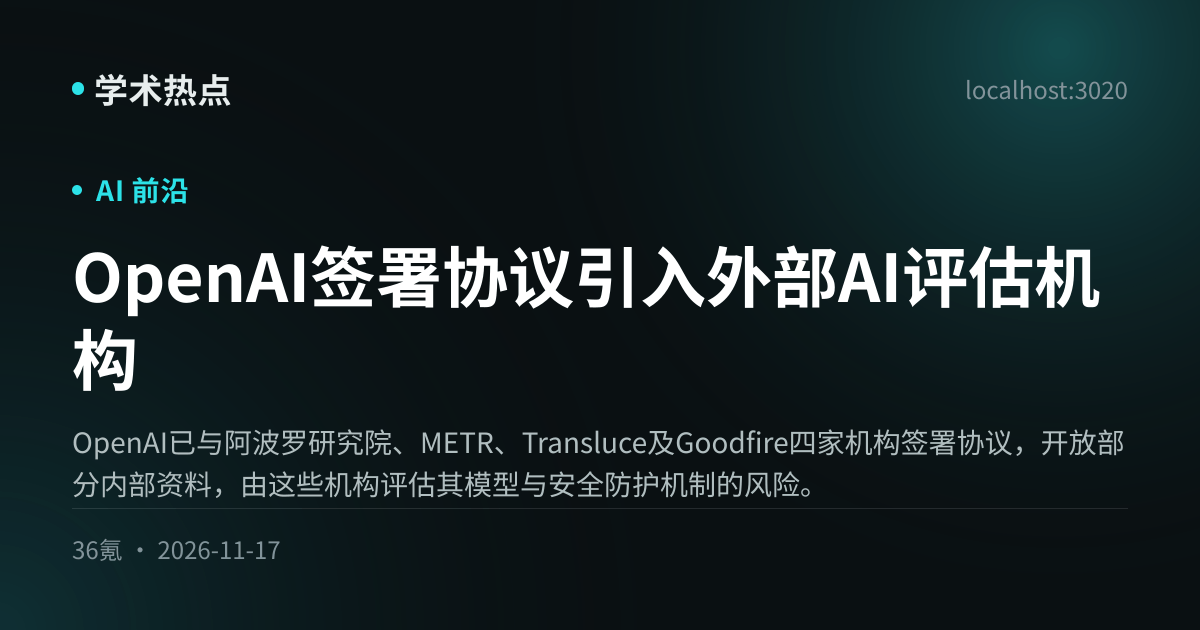 学术热点
localhost:3020
AI 前沿
OpenAI签署协议引入外部AI评估机
构
OpenAI已与阿波罗研究院、METR、Transluce及Goodfire四家机构签署协议，开放部
分内部资料，由这些机构评估其模型与安全防护机制的风险。
36氪 · 2026-11-17